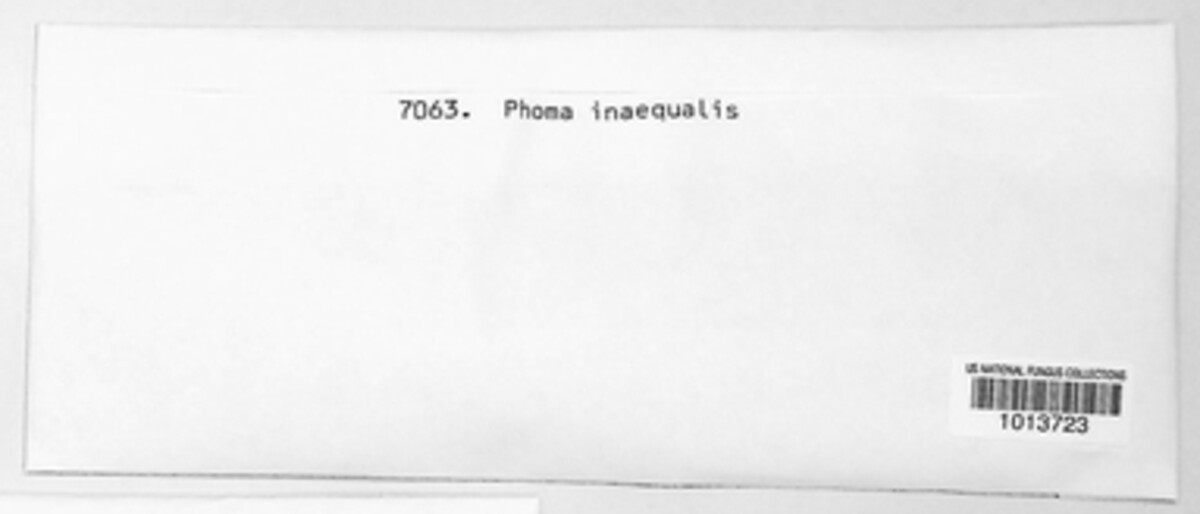 7063. Phoma inaequalis
US NATIONAL FUNGUS COLLECTIONS
1013723